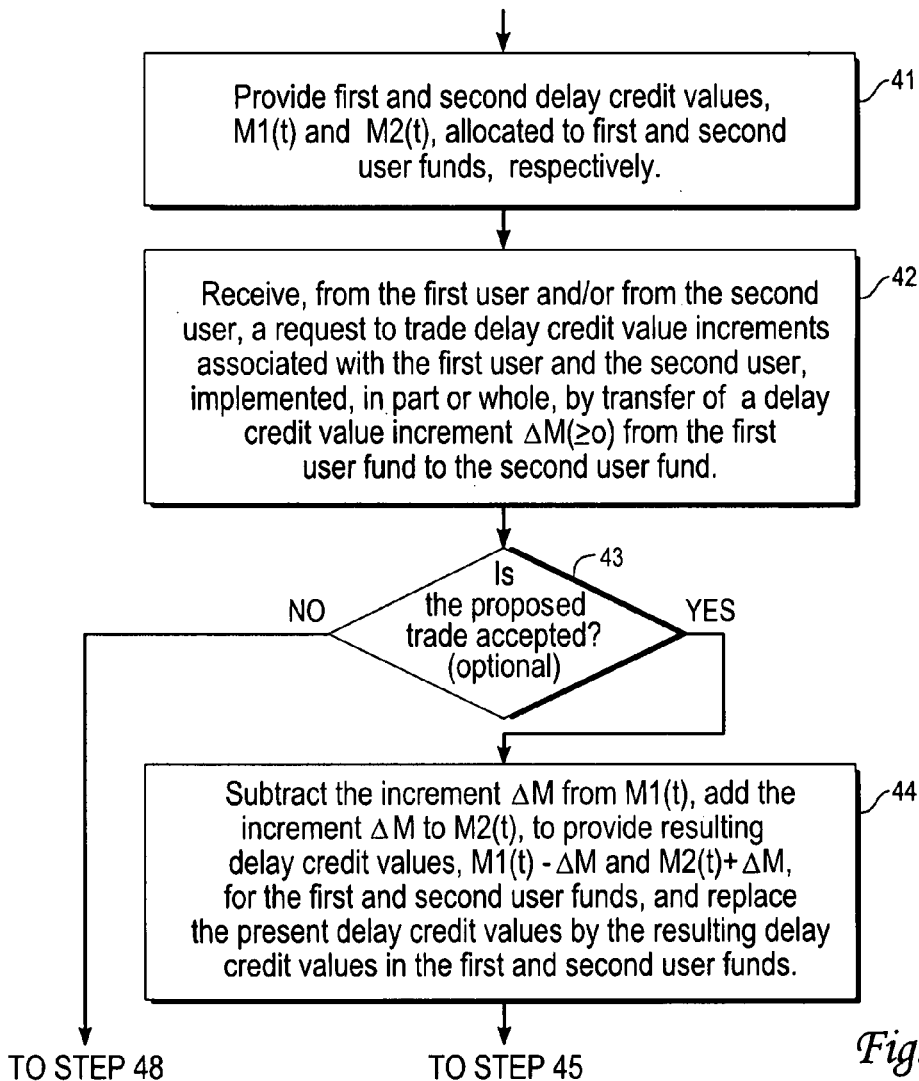 41
Provide first and second delay credit values,
M1(t) and M2(t), allocated to first and second
user funds, respectively.
42
Receive, from the first user and/or from the second
user, a request to trade delay credit value increments
associated with the first user and the second user,
implemented, in part or whole, by transfer of a delay
credit value increment ΔM(≥o) from the first
user fund to the second user fund.
43
Is
the proposed
trade accepted?
(optional)
NO
YES
44
Subtract the increment ΔM from M1(t), add the
increment ΔM to M2(t), to provide resulting
delay credit values, M1(t) - ΔM and M2(t)+ ΔM,
for the first and second user funds, and replace
the present delay credit values by the resulting delay
credit values in the first and second user funds.
TO STEP 48
TO STEP 45
Fig.